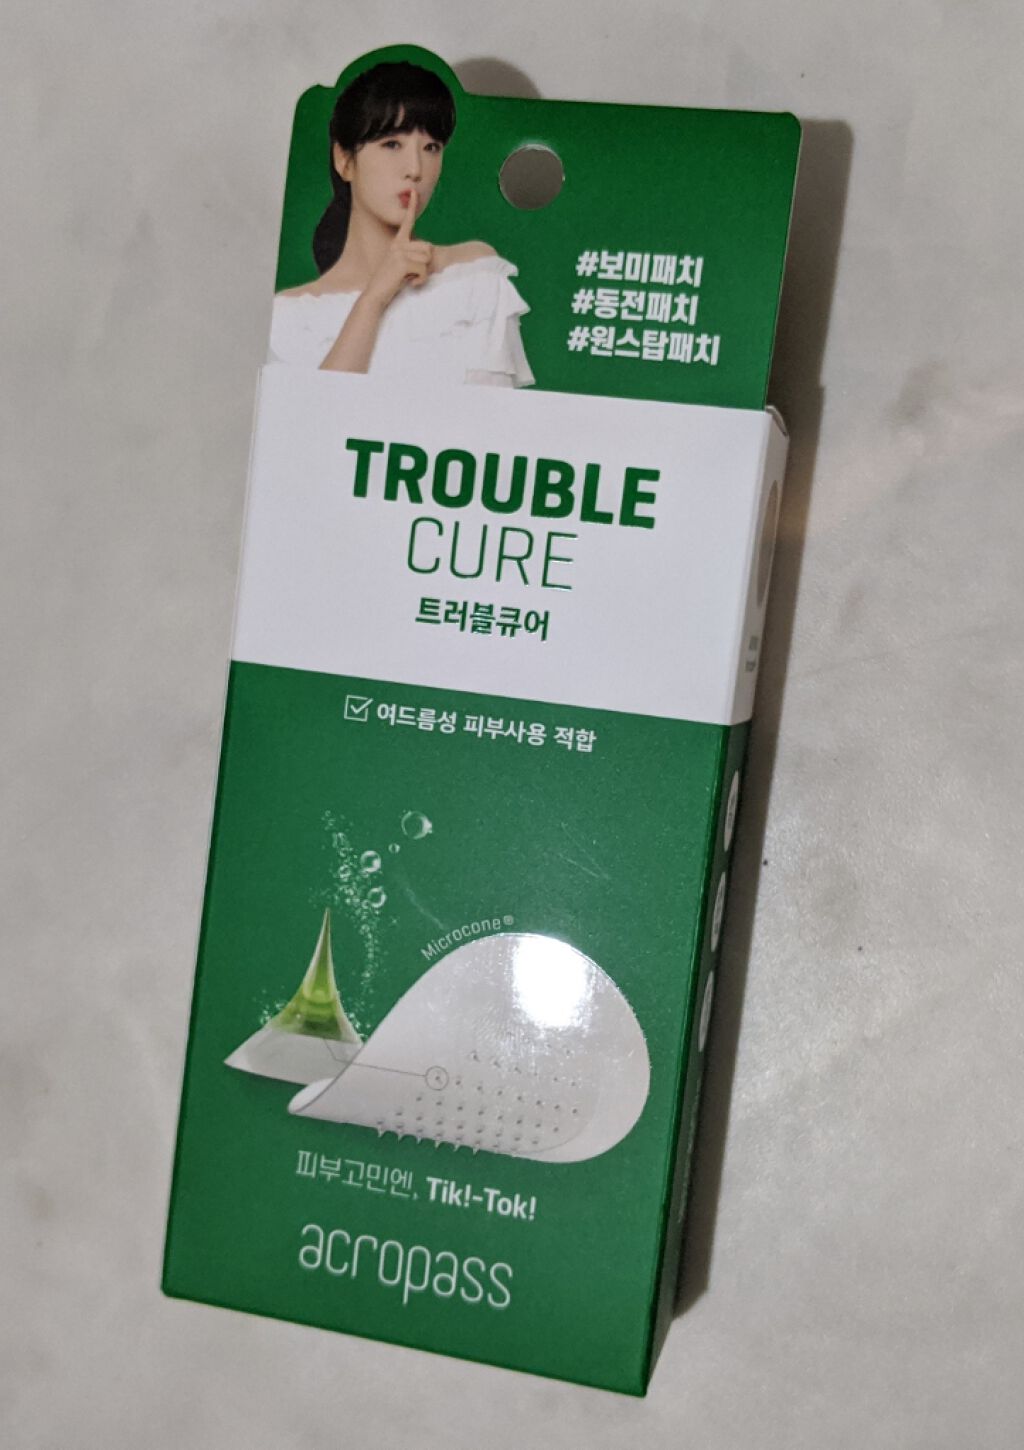 #보미패치
#동전패치
#원스탑패치
TROUBLE
CURE
트러블큐어
여드름성 피부사용 적합
Microcone®
피부고민엔, Tik!-Tok!
acropass